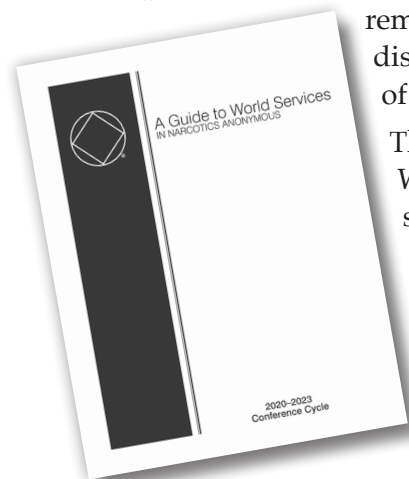 rem
dis
of
Th
W
s
A Guide to World Services
IN NARCOTICS ANONYMOUS
®
2020–2023
Conference Cycle